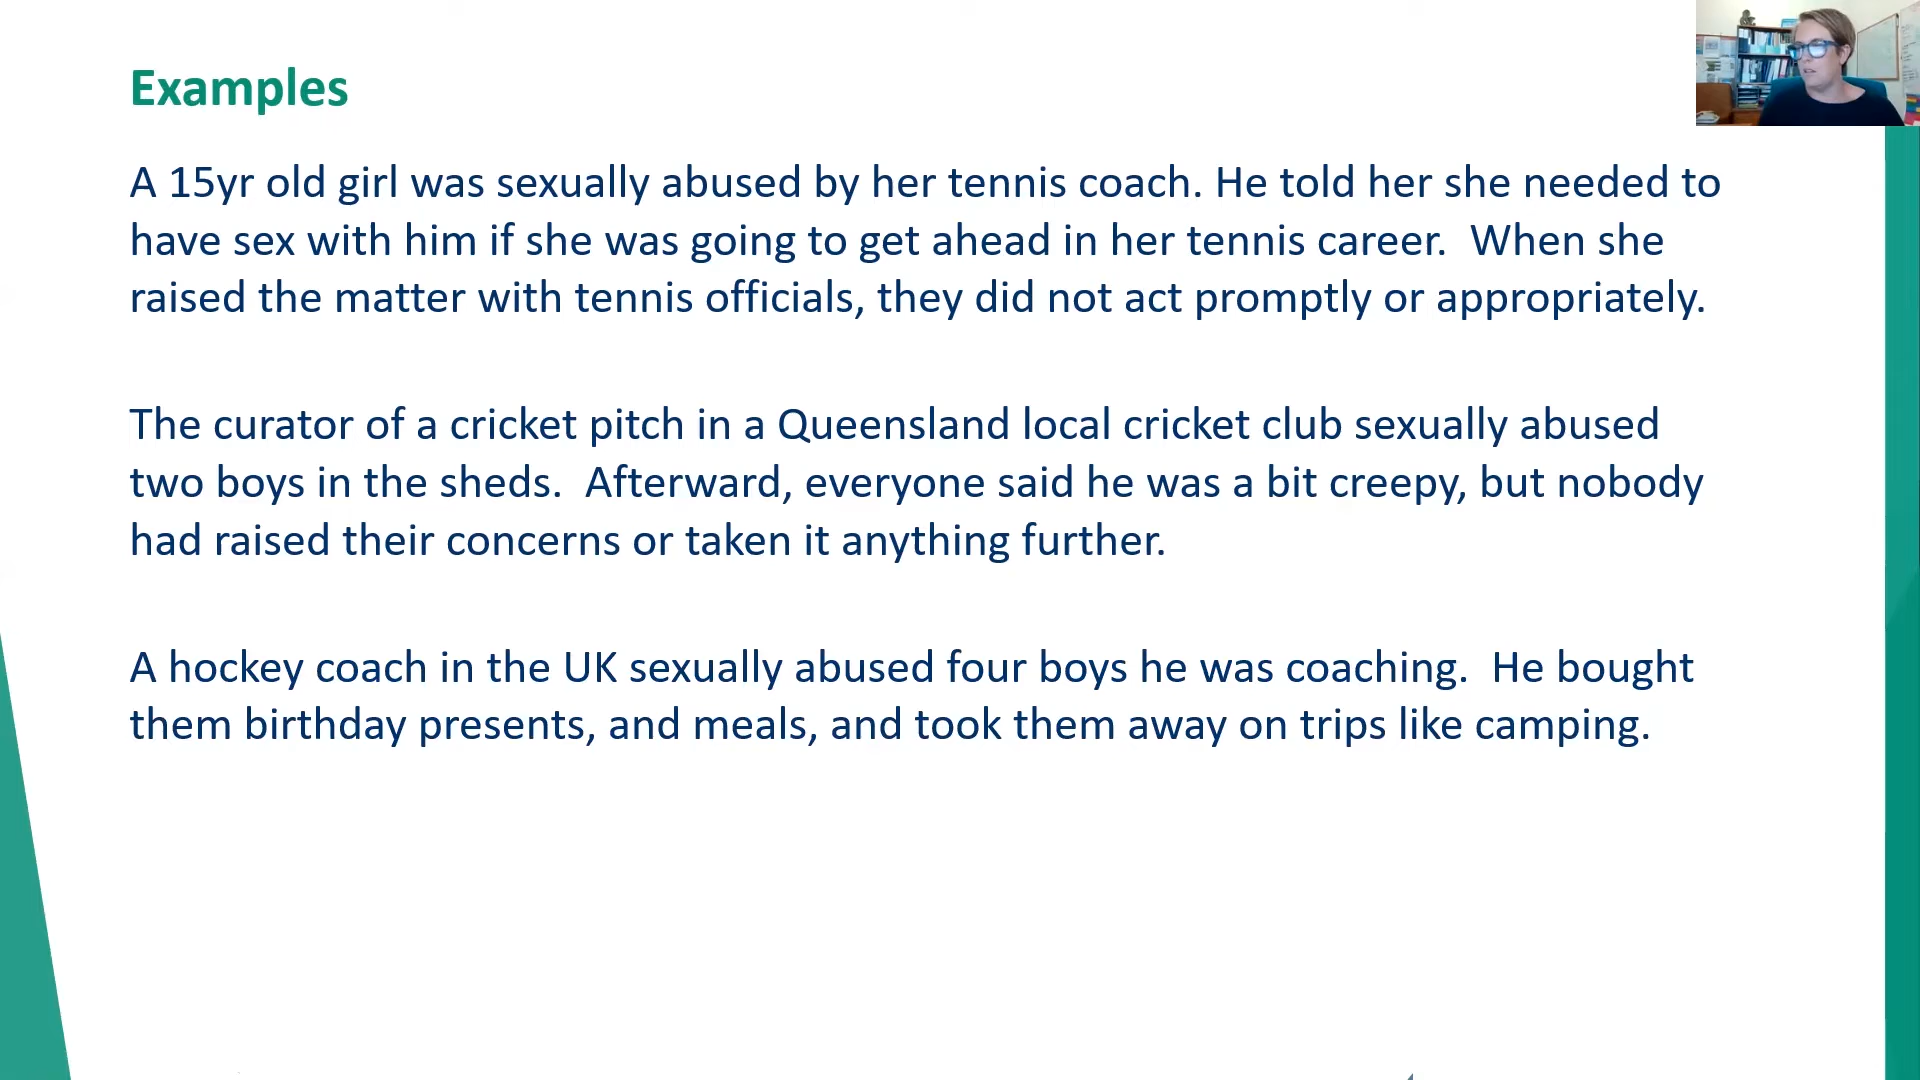 Examples
A 15yr old girl was sexually abused by her tennis coach. He told her she needed to
have sex with him if she was going to get ahead in her tennis career. When she
raised the matter with tennis officials, they did not act promptly or appropriately.
The curator of a cricket pitch in a Queensland local cricket club sexually abused
two boys in the sheds. Afterward, everyone said he was a bit creepy, but nobody
had raised their concerns or taken it anything further.
A hockey coach in the UK sexually abused four boys he was coaching. He bought
them birthday presents, and meals, and took them away on trips like camping.